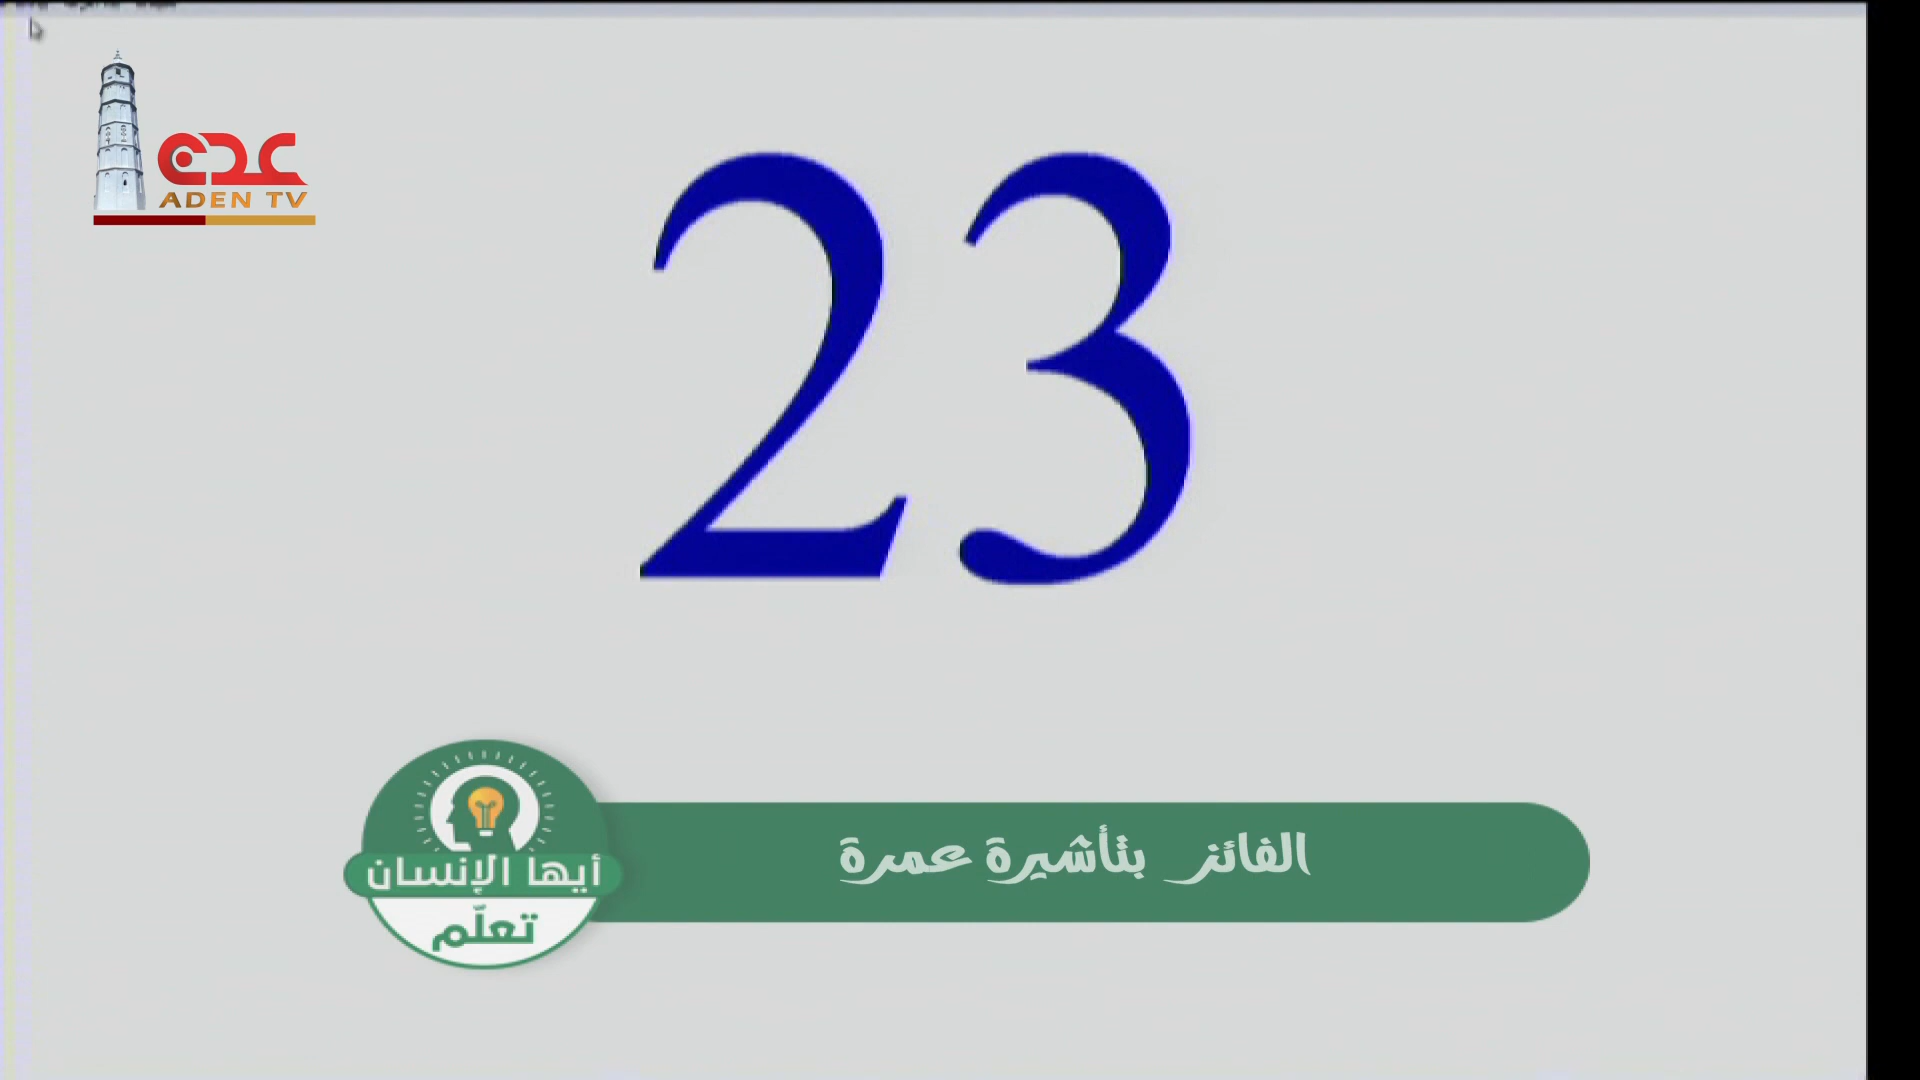 عدن
ADEN TV
23
الفائز بتأشيرة عمرة
أيها الإنسان
تعلّم